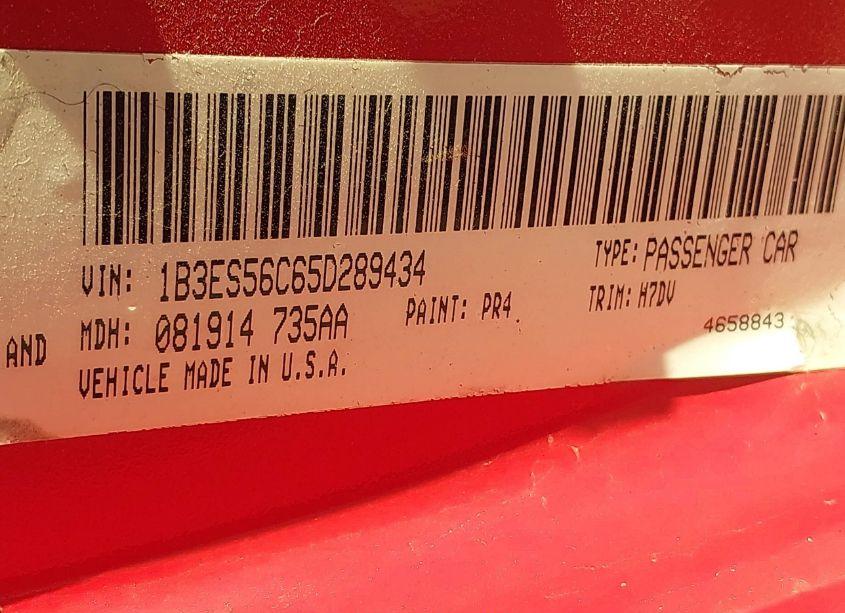 VIN: 1B3ES56C65D289434 TYPE: PASSENGER CAR
AND MDH: 081914 735AA PAINT: PR4 TRIM: H7DV
VEHICLE MADE IN U.S.A. 4658843